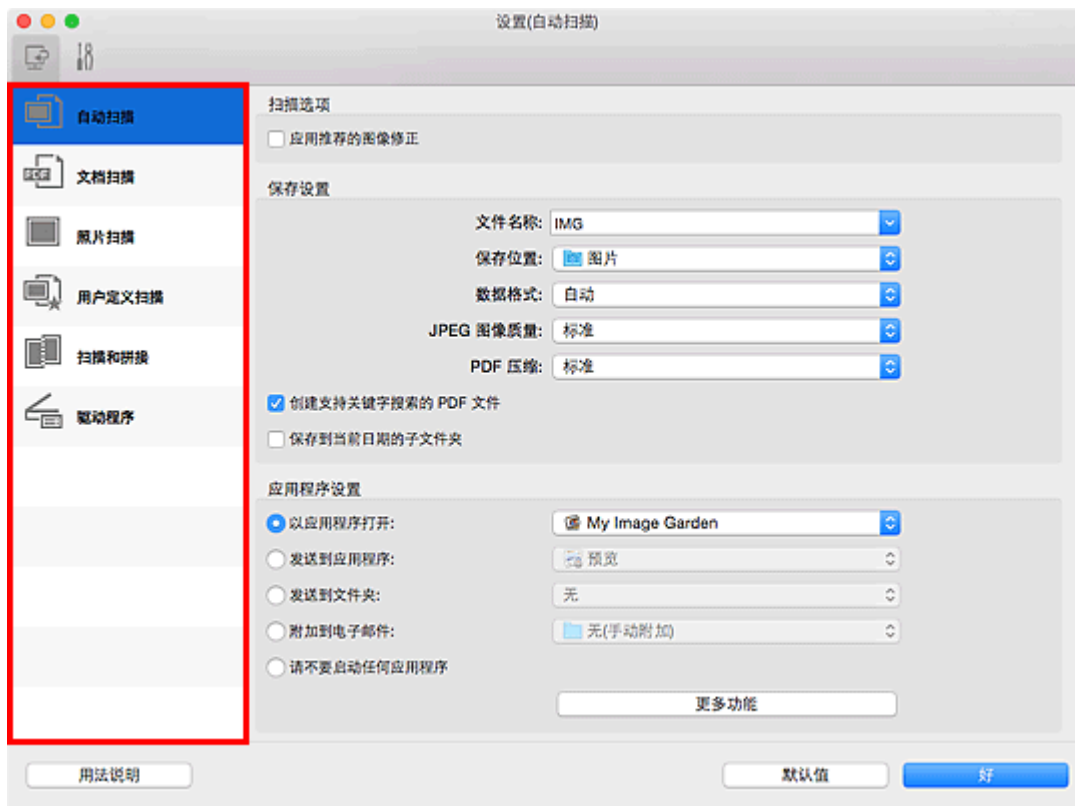 设置(自动扫描)
自动扫描
文档扫描
照片扫描
用户定义扫描
扫描和拼接
驱动程序
扫描选项
应用推荐的图像修正
保存设置
文件名称: IMG
保存位置: 图片
数据格式: 自动
JPEG 图像质量: 标准
PDF 压缩: 标准
创建支持关键字搜索的 PDF 文件
保存到当前日期的子文件夹
应用程序设置
以应用程序打开: My Image Garden
发送到应用程序: 预览
发送到文件夹: 无
附加到电子邮件: 无(手动附加)
请不要启动任何应用程序
更多功能
用法说明 默认值 好